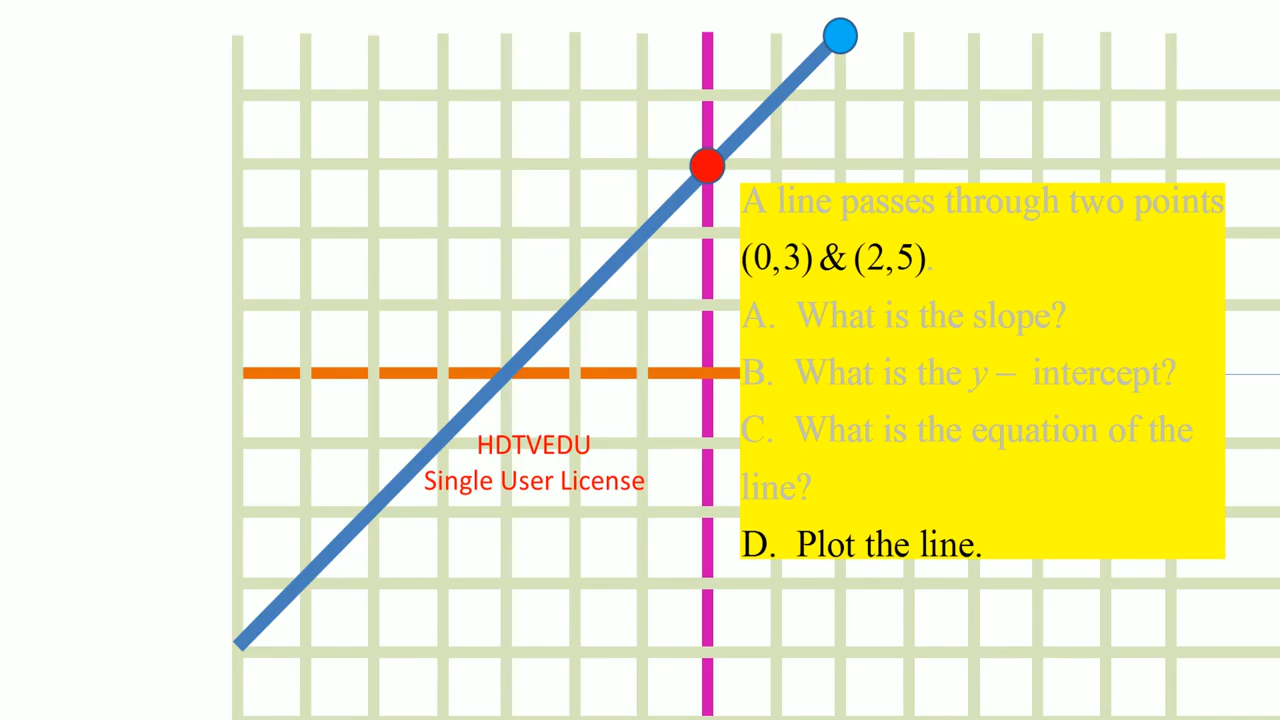 A line passes through two points
(0,3) & (2,5).
A. What is the slope?
B. What is the y – intercept?
C. What is the equation of the
line?
D. Plot the line.
HDTVEDU
Single User License